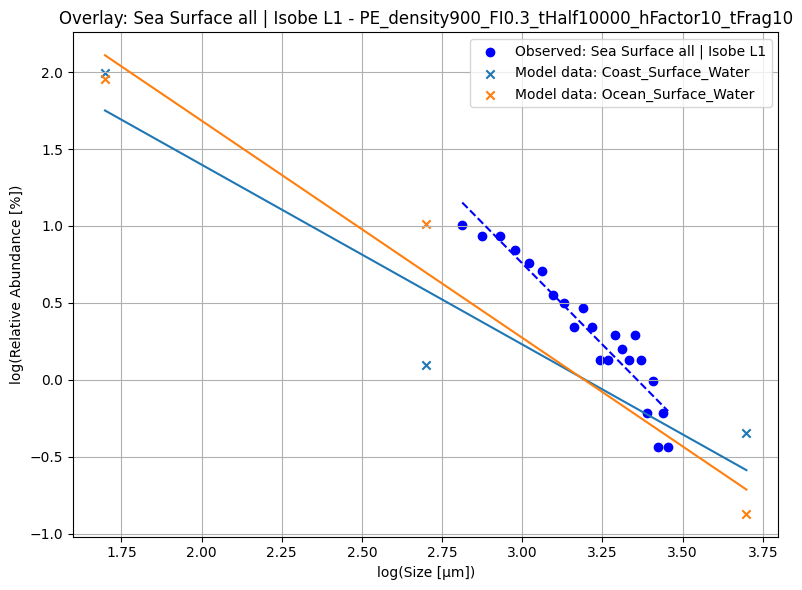 Overlay: Sea Surface all | Isobe L1 - PE_density900_FI0.3_tHalf10000_hFactor10_tFrag10
Observed: Sea Surface all | Isobe L1
Model data: Coast_Surface_Water
Model data: Ocean_Surface_Water
log(Relative Abundance [%])
2.0
1.5
1.0
0.5
0.0
−0.5
−1.0
1.75 2.00 2.25 2.50 2.75 3.00 3.25 3.50 3.75
log(Size [μm])